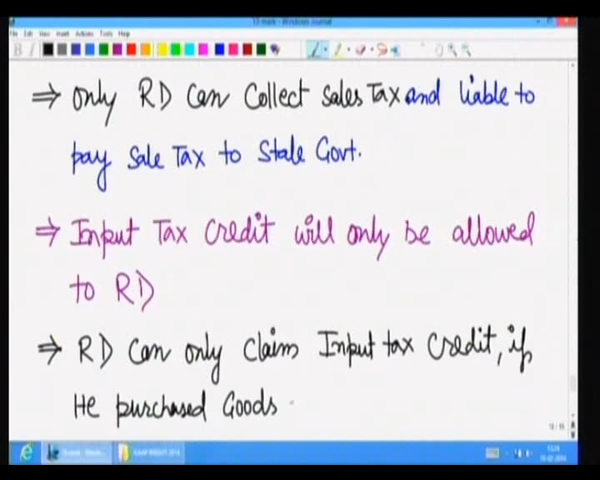 ⇒ Only RD Can Collect Sales Tax and liable to
pay Sale Tax to State Govt.
⇒ Input Tax Credit will only be allowed
to RD
⇒ RD Can only Claim Input tax Credit, if
He purchased Goods